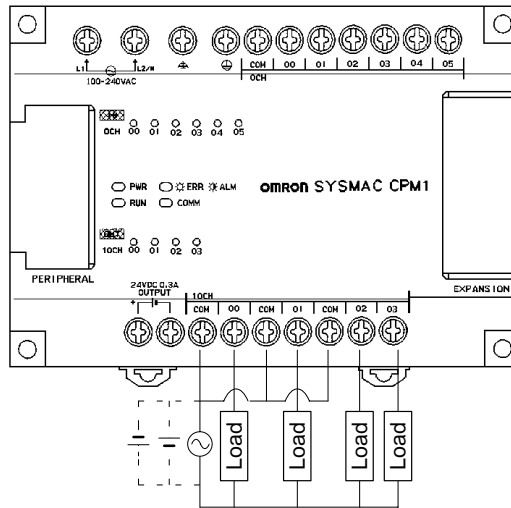 COM 00 01 02 03 04 05
L1 L2/N
100-240VAC
0CH
IN
0CH 00 01 02 03 04 05
PWR ERR ALM
RUN COMM
omron SYSMAC CPM1
OUT
10CH 00 01 02 03
PERIPHERAL
EXPANSION
24VDC 0.3A
OUTPUT
+
10CH
COM 00 COM 01 COM 02 03
Load Load Load Load